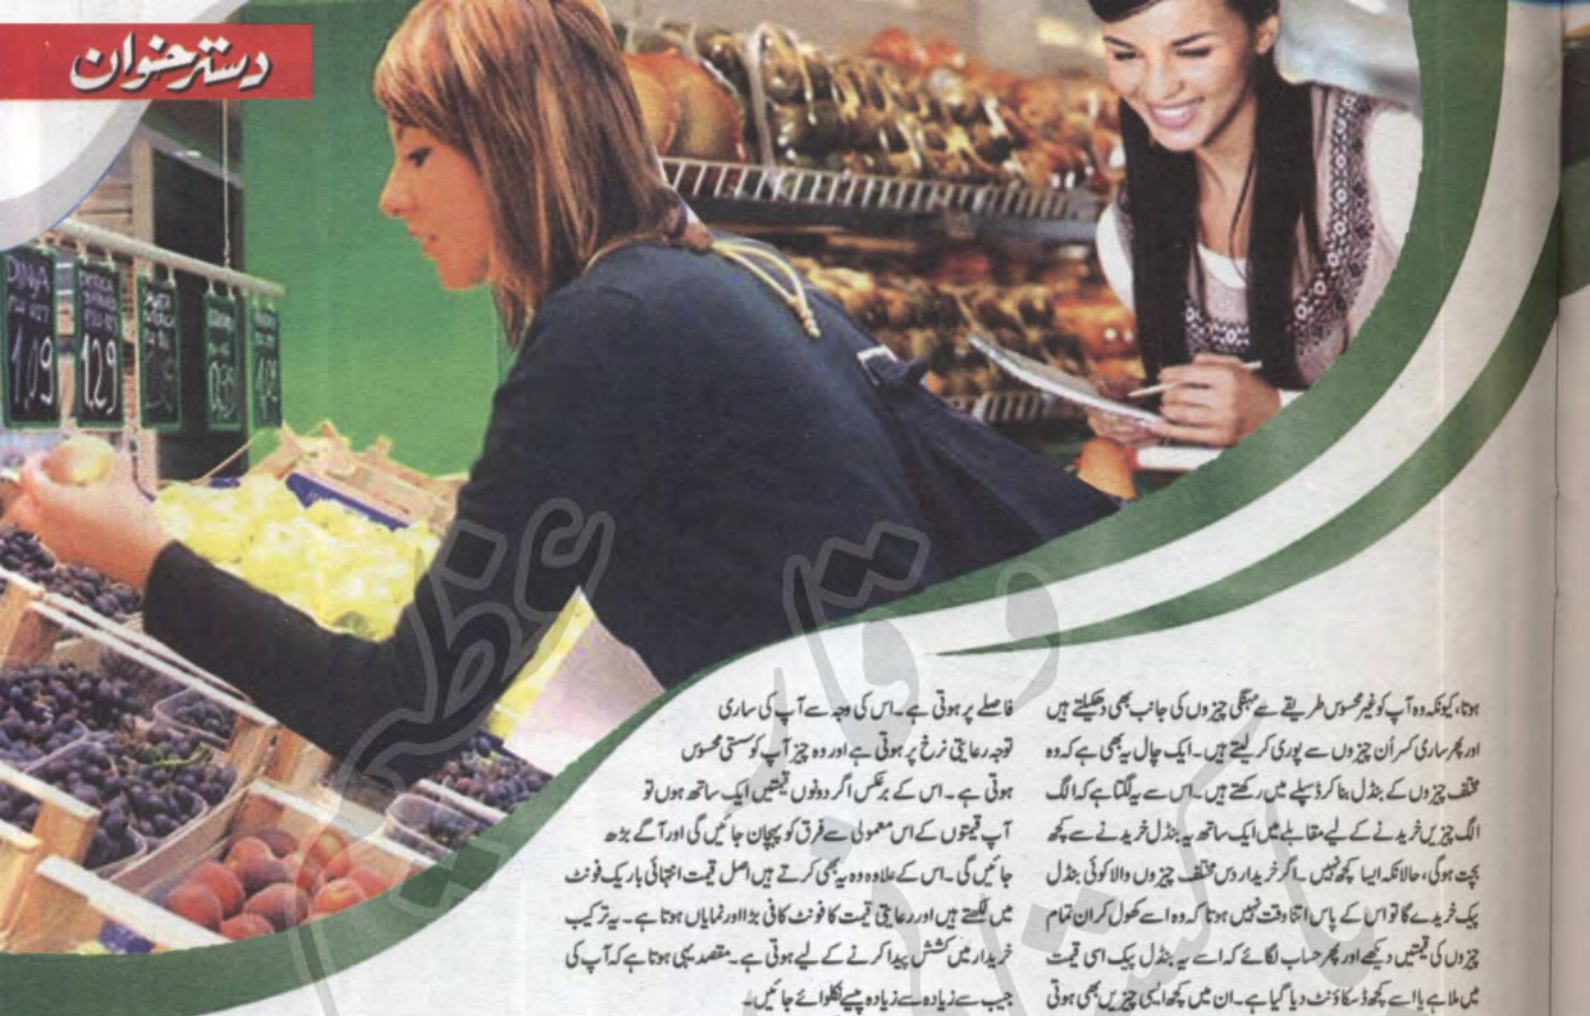 دسترخوان
DINJA
1,09
1,29
0,89
ہوتا، کیونکہ وہ آپ کو غیر محسوس طریقے سے مہنگی چیزوں کی جانب بھی دھکیلتے ہیں
اور پھر ساری کسر اُن چیزوں سے پوری کر لیتے ہیں۔ ایک چال یہ بھی ہے کہ وہ
مختلف چیزوں کے بنڈل بنا کر ڈسپلے میں رکھتے ہیں۔ اس سے یہ لگتا ہے کہ الگ
الگ چیزیں خریدنے کے لیے مقابلے میں ایک ساتھ یہ بنڈل خریدنے سے کچھ
بچت ہوگی، حالانکہ ایسا کچھ نہیں۔ اگر خریدار دس مختلف چیزوں والا کوئی بنڈل
پیک خریدے گا تو اس کے پاس اتنا وقت نہیں ہوتا کہ وہ اسے کھول کر ان تمام
چیزوں کی قیمتیں دیکھے اور پھر حساب لگائے کہ اسے یہ بنڈل پیک اسی قیمت
میں ملا ہے یا اسے کچھ ڈسکاؤنٹ دیا گیا ہے۔ ان میں کچھ ایسی چیزیں بھی ہوتی
فاصلے پر ہوتی ہے۔ اس کی وجہ سے آپ کی ساری
توجہ رعایتی نرخ پر ہوتی ہے اور وہ چیز آپ کو سستی محسوس
ہوتی ہے۔ اس کے برعکس اگر دونوں قیمتیں ایک ساتھ ہوں تو
آپ قیمتوں کے اس معمولی سے فرق کو پہچان جائیں گی اور آگے بڑھ
جائیں گی۔ اس کے علاوہ وہ یہ بھی کرتے ہیں اصل قیمت انتہائی باریک فونٹ
میں لکھتے ہیں اور رعایتی قیمت کا فونٹ کافی بڑا اور نمایاں ہوتا ہے۔ یہ ترکیب
خریدار میں کشش پیدا کرنے کے لیے ہوتی ہے۔ مقصد یہی ہوتا ہے کہ آپ کی
جیب سے زیادہ سے زیادہ پیسے نکلوائے جائیں۔